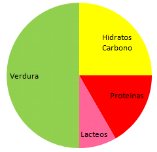 Hidratos
Carbono
Verdura
Proteinas
Lacteos